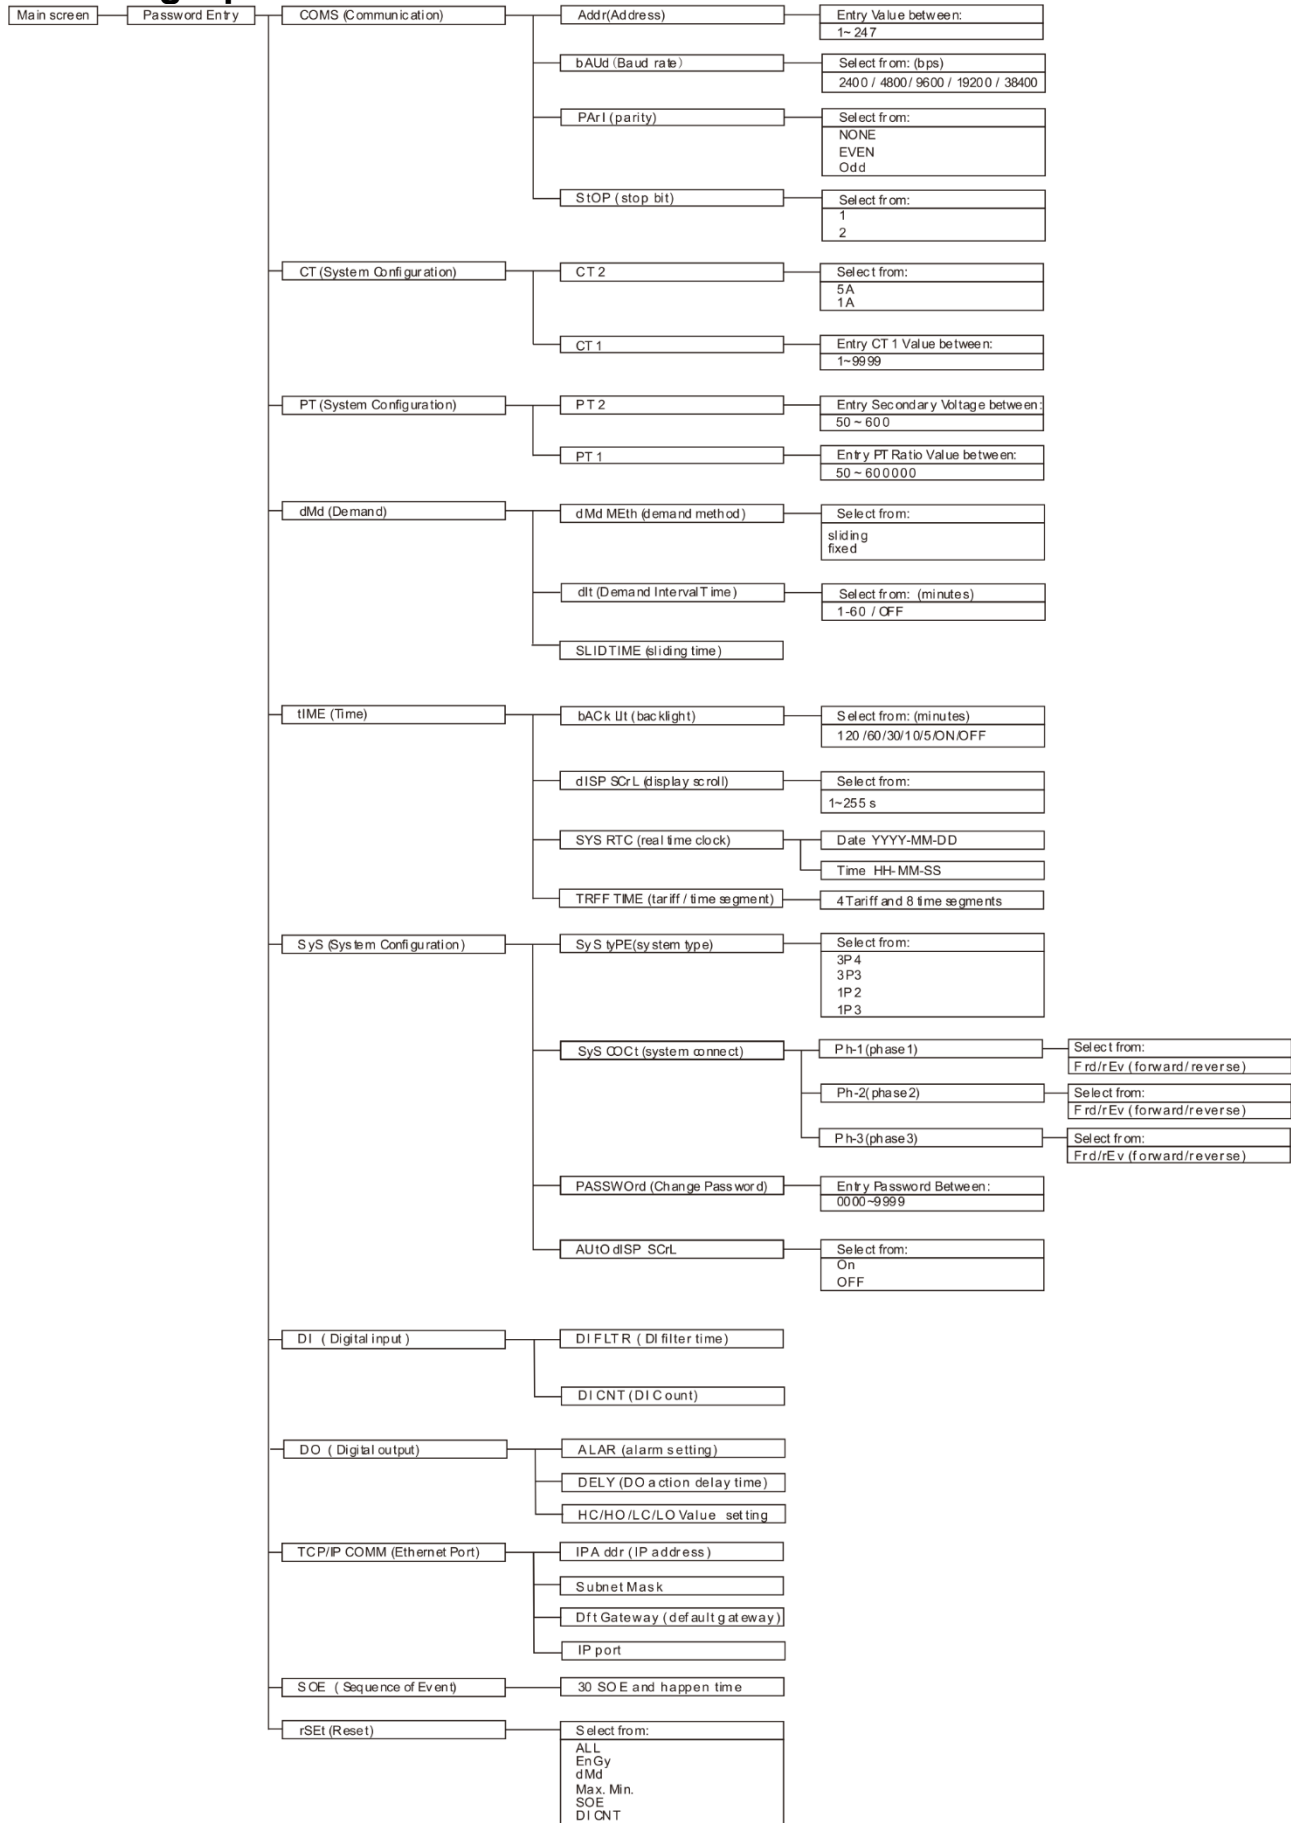 Main screen
Password Entry
COMS (Communication)
Addr(Address)
Entry Value between:
1~ 247
bAUd (Baud rate)
Select from: (bps)
2400 / 4800/ 9600 / 19200 / 38400
PArI (parity)
Select from:
NONE
EVEN
Odd
StOP (stop bit)
Select from:
1
2
CT (System Configuration)
CT 2
Select from:
5A
1A
CT 1
Entry CT 1 Value between:
1~9999
PT (System Configuration)
PT 2
Entry Secondary Voltage between:
50 ~ 600
PT 1
Entry PT Ratio Value between:
50 ~ 600000
dMd (Demand)
dMd MEth (demand method)
Select from:
sliding
fixed
dIt (Demand Interval Time)
Select from: (minutes)
1-60 / OFF
SLID TIME (sliding time)
tIME (Time)
bACk LIt (backlight)
Select from: (minutes)
120 /60/30/10/5/ON/OFF
dISP SCrL (display scroll)
Select from:
1~255 s
SYS RTC (real time clock)
Date YYYY-MM-DD
Time HH-MM-SS
TRFF TIME (tariff / time segment)
4 Tariff and 8 time segments
SyS (System Configuration)
SyS tyPE(system type)
Select from:
3P4
3P3
1P2
1P3
SyS COCt (system connect)
Ph-1 (phase1)
Select from:
Frd/rEv (forward/reverse)
Ph-2( phase2)
Select from:
Frd/rEv (forward/reverse)
Ph-3 (phase3)
Select from:
Frd/rEv (forward/reverse)
PASSWOrd (Change Password)
Entry Password Between:
0000~9999
AUtO dISP SCrL
Select from:
On
OFF
DI ( Digital input )
DI FLTR ( DI filter time)
DI CNT (DI Count)
DO ( Digital output)
ALAR (alarm setting)
DELY (DO action delay time)
HC/HO/LC/LO Value setting
TCP/IP COMM (Ethernet Port)
IPA ddr (IP address)
Subnet Mask
Dft Gateway (default gateway)
IP port
SOE ( Sequence of Event)
30 SOE and happen time
rSEt (Reset)
Select from:
ALL
EnGy
dMd
Max. Min.
SOE
DI CNT